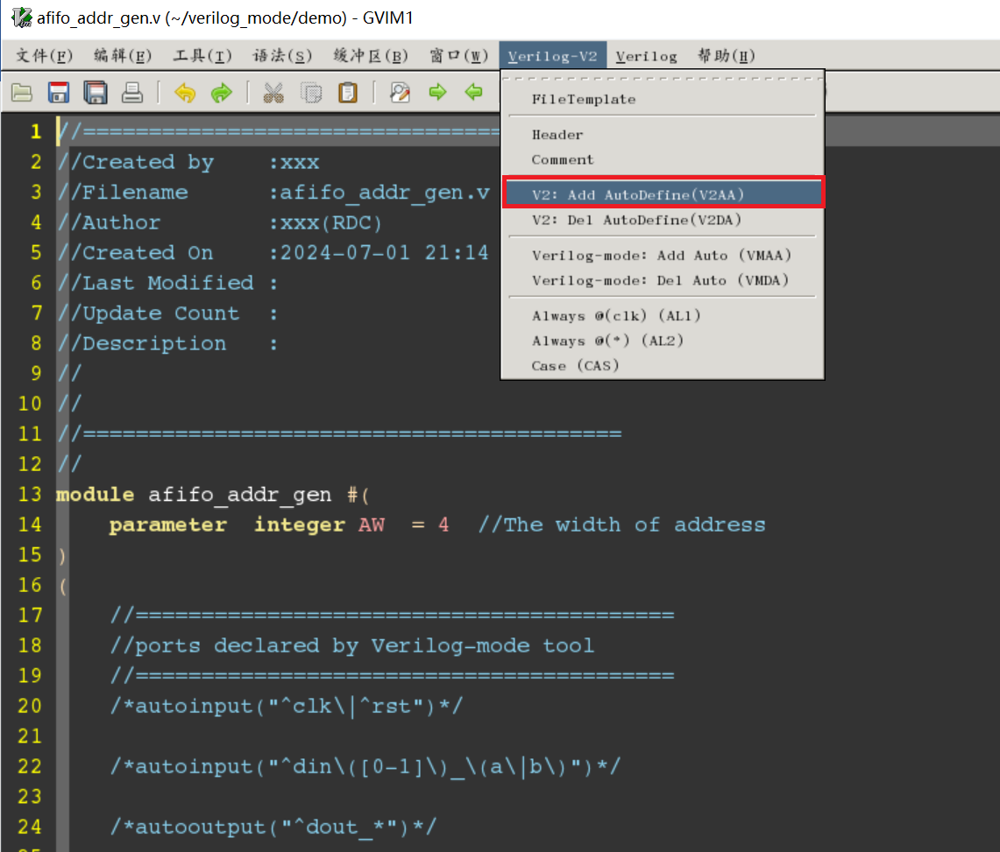 afifo_addr_gen.v (~/verilog_mode/demo) - GVIM1
文件(F) 编辑(E) 工具(T) 语法(S) 缓冲区(B) 窗口(W) Verilog-V2 Verilog 帮助(H)
FileTemplate
Header
Comment
V2: Add AutoDefine(V2AA)
V2: Del AutoDefine(V2DA)
Verilog-mode: Add Auto (VMAA)
Verilog-mode: Del Auto (VMDA)
Always @(clk) (AL1)
Always @(*) (AL2)
Case (CAS)
1 //================================
2 //Created by    :xxx
3 //Filename      :afifo_addr_gen.v
4 //Author        :xxx(RDC)
5 //Created On    :2024-07-01 21:14
6 //Last Modified :
7 //Update Count  :
8 //Description   :
9 //
10 //
11 //=========================================
12 //
13 module afifo_addr_gen #(
14     parameter  integer AW  = 4  //The width of address
15 )
16 (
17     //=========================================
18     //ports declared by Verilog-mode tool
19     //=========================================
20     /*autoinput("^clk\|^rst")*/
21
22     /*autoinput("^din\([0-1]\)_\(a\|b\)")*/
23
24     /*autooutput("^dout_*")*/